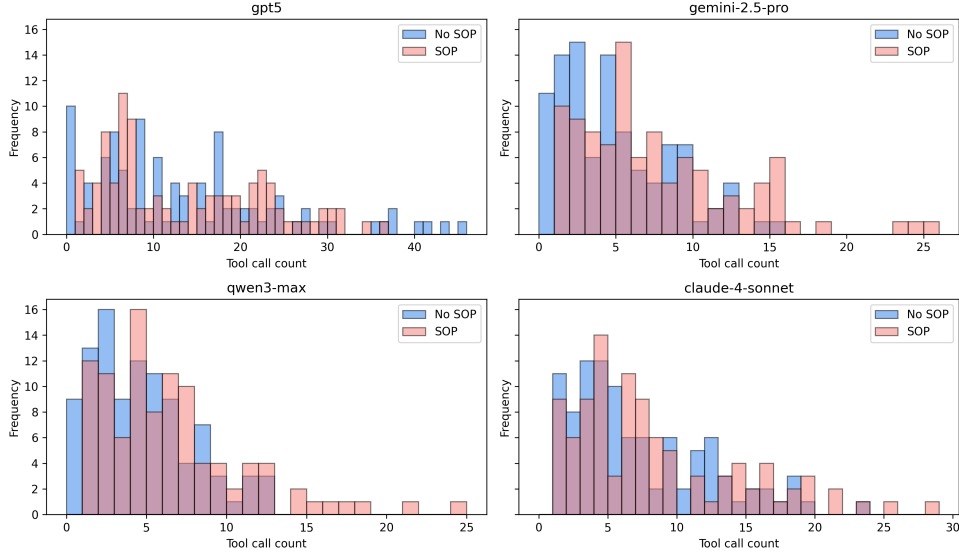 gpt5
16
14
12
10
8
6
4
2
0
Frequency
0 10 20 30 40
Tool call count
No SOP
SOP
gemini-2.5-pro
Frequency
0 5 10 15 20 25
Tool call count
No SOP
SOP
qwen3-max
16
14
12
10
8
6
4
2
0
Frequency
0 5 10 15 20 25
Tool call count
No SOP
SOP
claude-4-sonnet
Frequency
0 5 10 15 20 25 30
Tool call count
No SOP
SOP